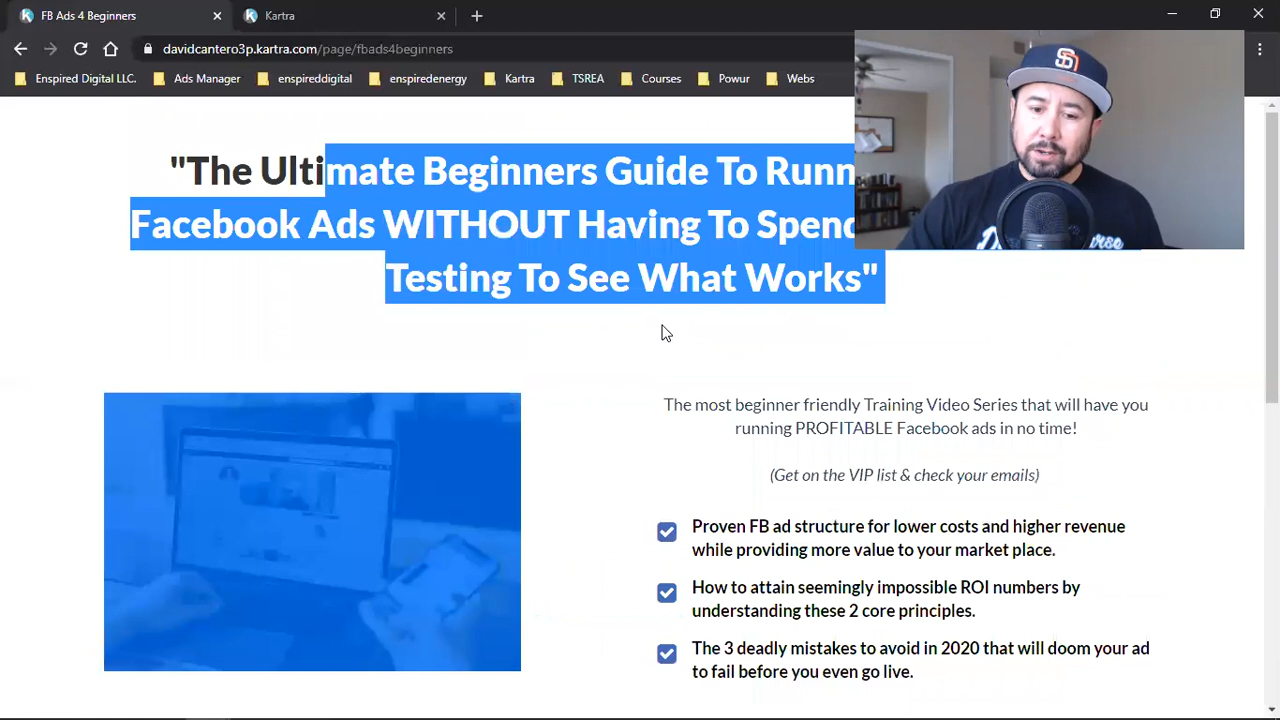 FB Ads 4 Beginners
Kartra
davidcantero3p.kartra.com/page/fbads4beginners
Enspired Digital LLC.
Ads Manager
enspireddigital
enspiredenergy
Kartra
TSREA
Courses
Powur
Webs
"The Ultimate Beginners Guide To Runn
Facebook Ads WITHOUT Having To Spend
Testing To See What Works"
The most beginner friendly Training Video Series that will have you
running PROFITABLE Facebook ads in no time!
(Get on the VIP list & check your emails)
Proven FB ad structure for lower costs and higher revenue
while providing more value to your market place.
How to attain seemingly impossible ROI numbers by
understanding these 2 core principles.
The 3 deadly mistakes to avoid in 2020 that will doom your ad
to fail before you even go live.